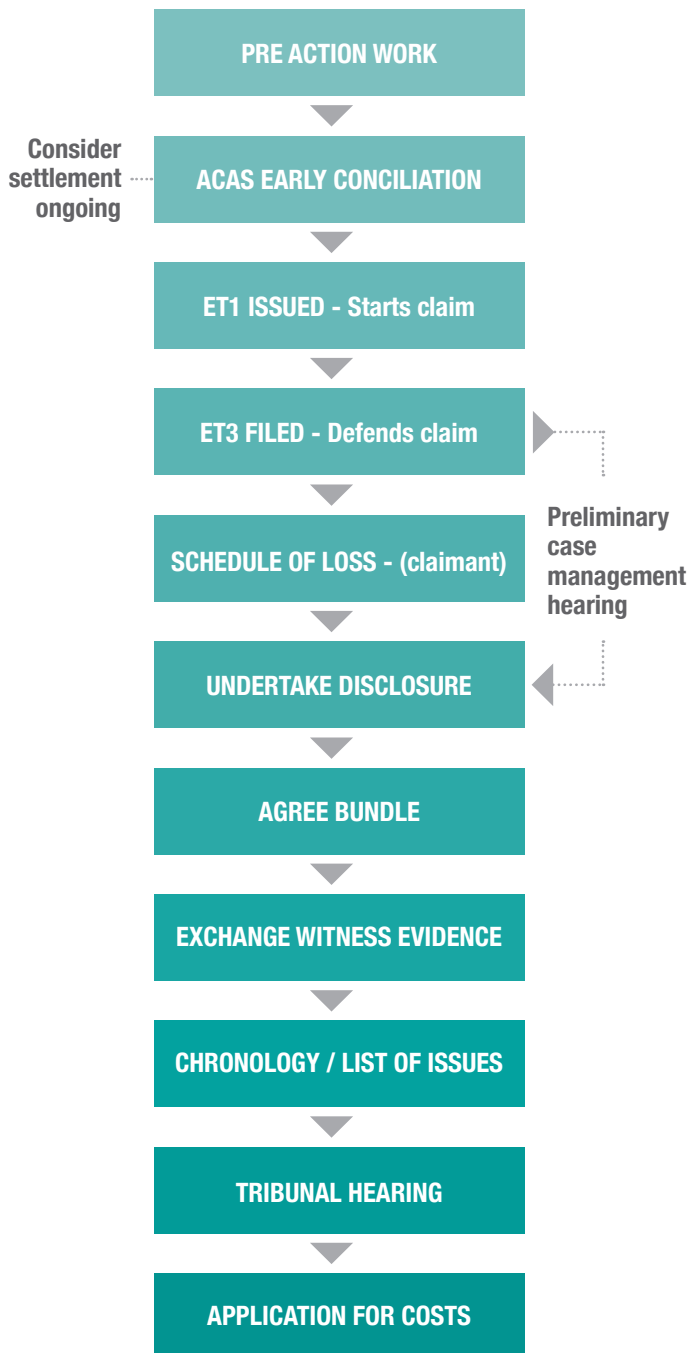 PRE ACTION WORK
Consider
settlement
ongoing
ACAS EARLY CONCILIATION
ET1 ISSUED - Starts claim
ET3 FILED - Defends claim
SCHEDULE OF LOSS - (claimant)
Preliminary
case
management
hearing
UNDERTAKE DISCLOSURE
AGREE BUNDLE
EXCHANGE WITNESS EVIDENCE
CHRONOLOGY / LIST OF ISSUES
TRIBUNAL HEARING
APPLICATION FOR COSTS